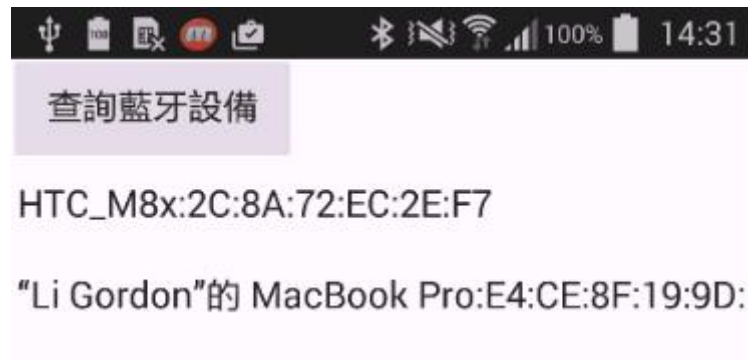 100% 14:31
查詢藍牙設備
HTC_M8x:2C:8A:72:EC:2E:F7
“Li Gordon”的 MacBook Pro:E4:CE:8F:19:9D: